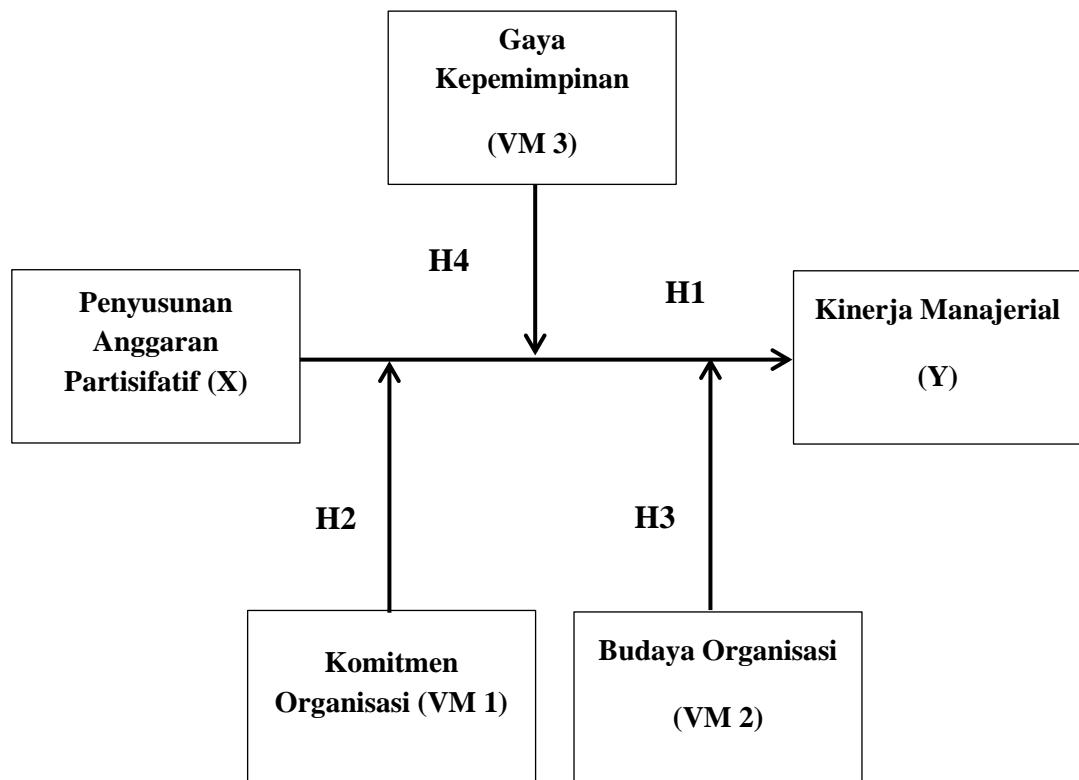 Gaya
Kepemimpinan
(VM 3)
H4
H1
Penyusunan
Anggaran
Partisifatif (X)
Kinerja Manajerial
(Y)
H2
H3
Komitmen
Organisasi (VM 1)
Budaya Organisasi
(VM 2)